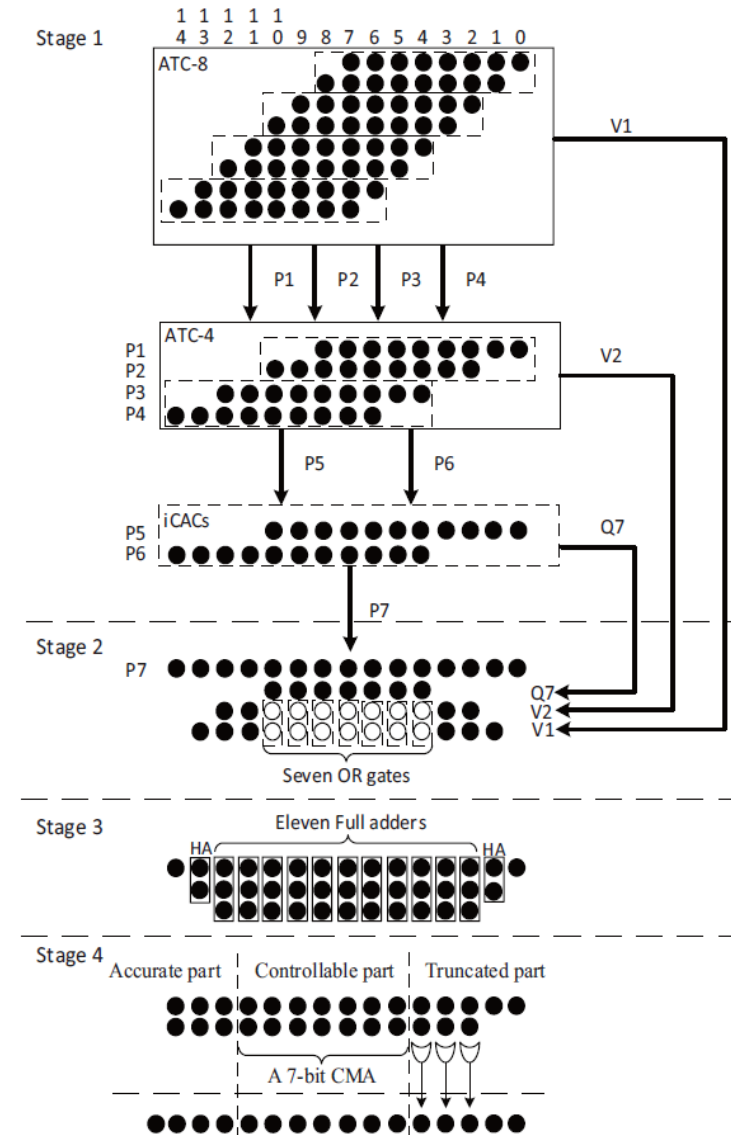 Stage 1
1 1 1 1 1
4 3 2 1 0 9 8 7 6 5 4 3 2 1 0
ATC-8
V1
P1 P2 P3 P4
ATC-4
P1
P2
P3
P4
V2
P5 P6
iCACs
P5
P6
Q7
P7
Stage 2
P7
Q7
V2
V1
Seven OR gates
Stage 3
Eleven Full adders
HA HA
Stage 4
Accurate part Controllable part Truncated part
A 7-bit CMA